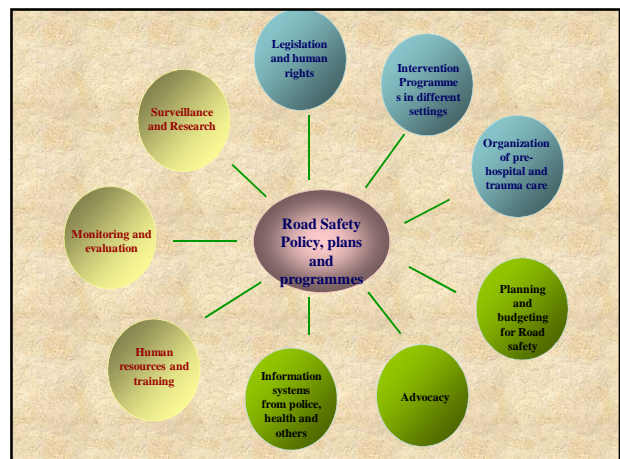 Legislation
and human
rights
Intervention
Programme
s in different
settings
Organization
of pre-
hospital and
trauma care
Planning
and
budgeting
for Road
safety
Advocacy
Information
systems
from police,
health and
others
Human
resources and
training
Monitoring and
evaluation
Surveillance
and Research
Road Safety
Policy, plans
and
programmes